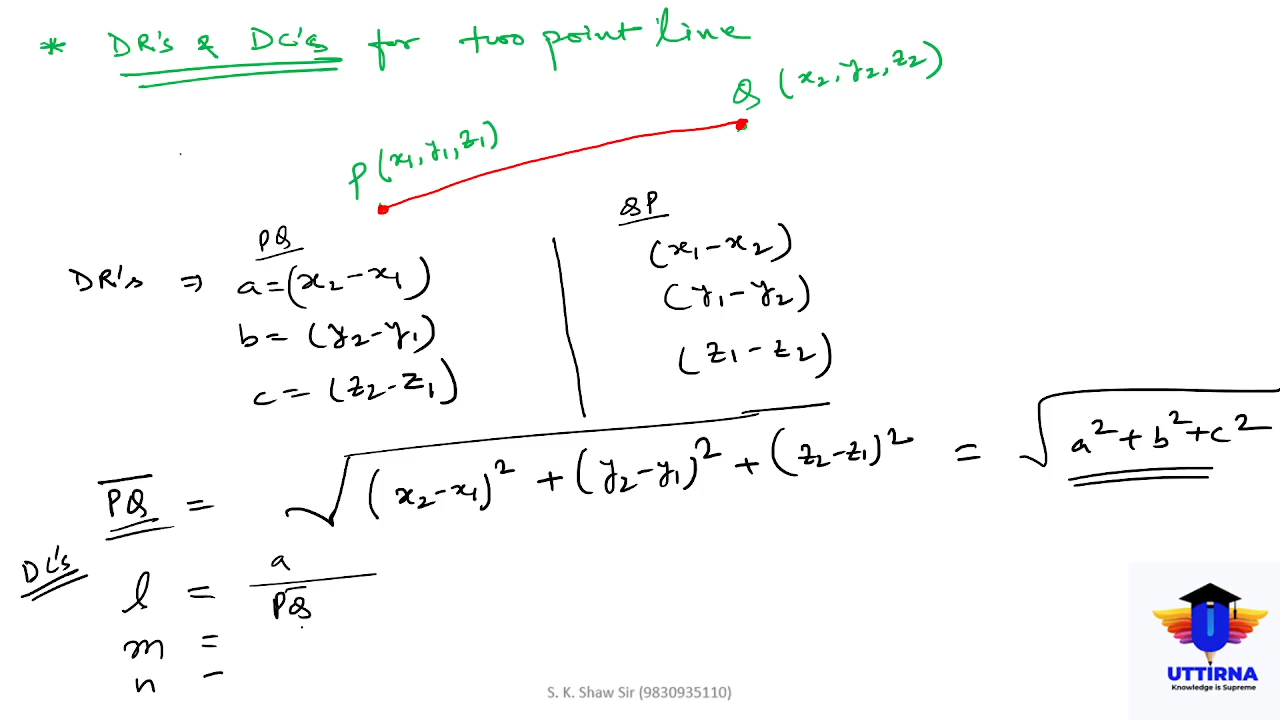 * DR's & DC's for two point line
Q (x₂, y₂, z₂)
P (x₁, y₁, z₁)
PQ
QP
DR's ⇒ a = (x₂ - x₁)
(x₁ - x₂)
b = (y₂ - y₁)
(y₁ - y₂)
c = (z₂ - z₁)
(z₁ - z₂)
P̅Q̅ = √((x₂ - x₁)² + (y₂ - y₁)² + (z₂ - z₁)²) = √(a² + b² + c²)
DC's
l = a / P̅Q̅
m =
n =
UTTIRNA
Knowledge is Supreme
S. K. Shaw Sir (9830935110)